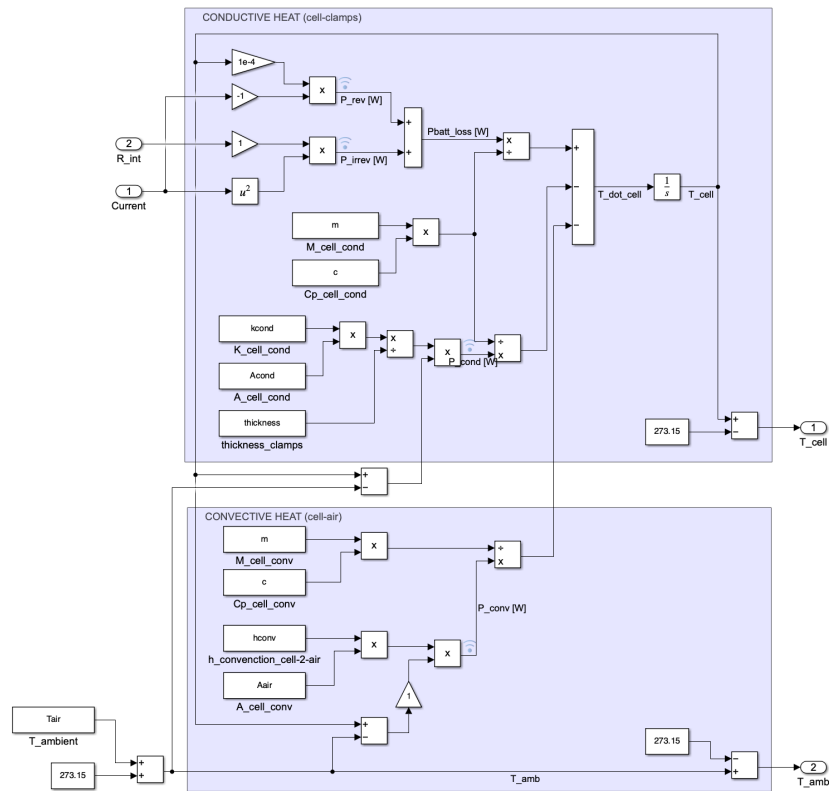 CONDUCTIVE HEAT (cell-clamps)
1e-4
x
P_rev [W]
-1
+
+
Pbatt_loss [W]
x
÷
2
R_int
1
x
P_irrev [W]
1
Current
u²
+
−
−
T_dot_cell
1
s
T_cell
m
M_cell_cond
x
c
Cp_cell_cond
kcond
K_cell_cond
x
x
÷
x
P_cond [W]
÷
x
Acond
A_cell_cond
thickness
thickness_clamps
273.15
+
−
1
T_cell
+
−
CONVECTIVE HEAT (cell-air)
m
M_cell_conv
x
÷
x
c
Cp_cell_conv
P_conv [W]
hconv
h_convenction_cell-2-air
x
x
Aair
A_cell_conv
1
Tair
T_ambient
+
−
273.15
+
+
T_amb
273.15
−
+
2
T_amb